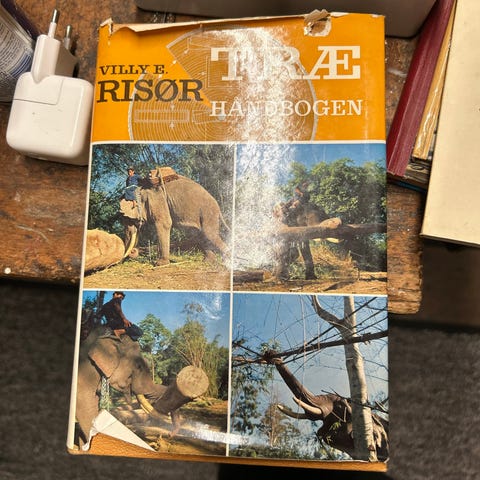 VILLY E.
RISØR
TRÆ
HÅNDBOGEN